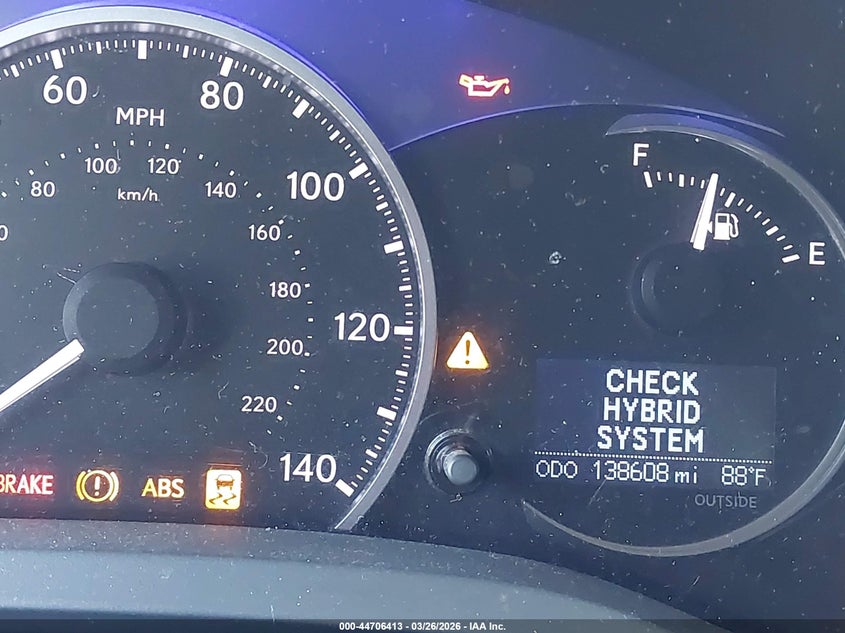 60
80
MPH
100
120
80
140
km/h
100
160
180
120
200
220
140
BRAKE
ABS
F
E
CHECK
HYBRID
SYSTEM
ODO 138608 mi 88°F
OUTSIDE
000-44706413 - 03/26/2026 - IAA Inc.